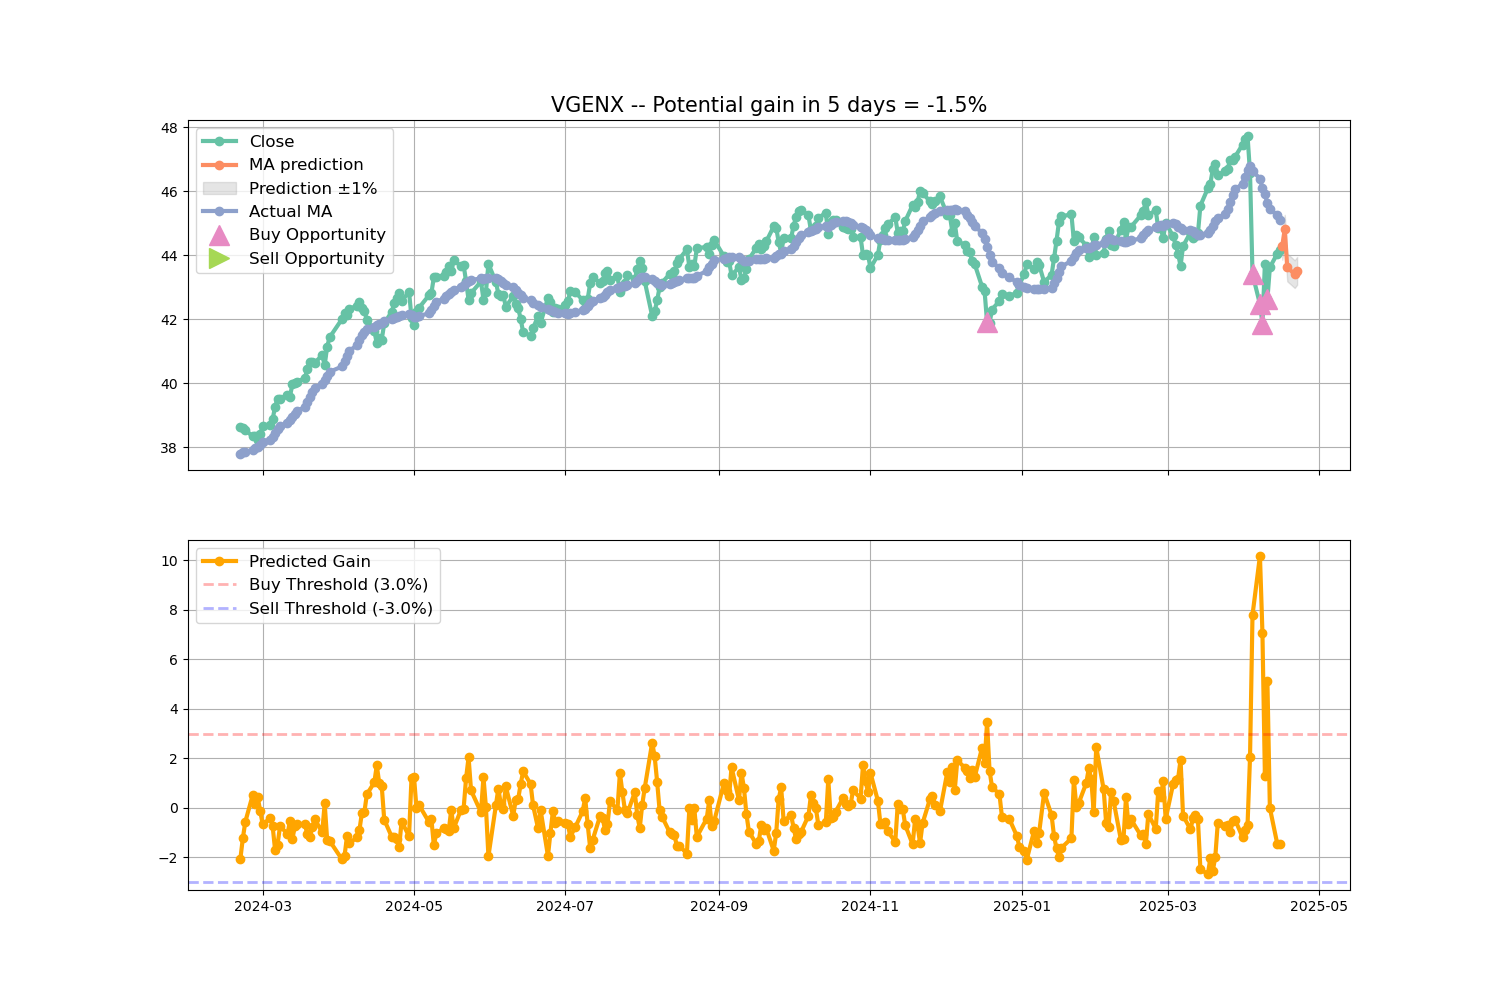 VGENX -- Potential gain in 5 days = -1.5%
48
46
44
42
40
38
Close
MA prediction
Prediction ±1%
Actual MA
Buy Opportunity
Sell Opportunity
10
8
6
4
2
0
−2
Predicted Gain
Buy Threshold (3.0%)
Sell Threshold (-3.0%)
2024-03 2024-05 2024-07 2024-09 2024-11 2025-01 2025-03 2025-05